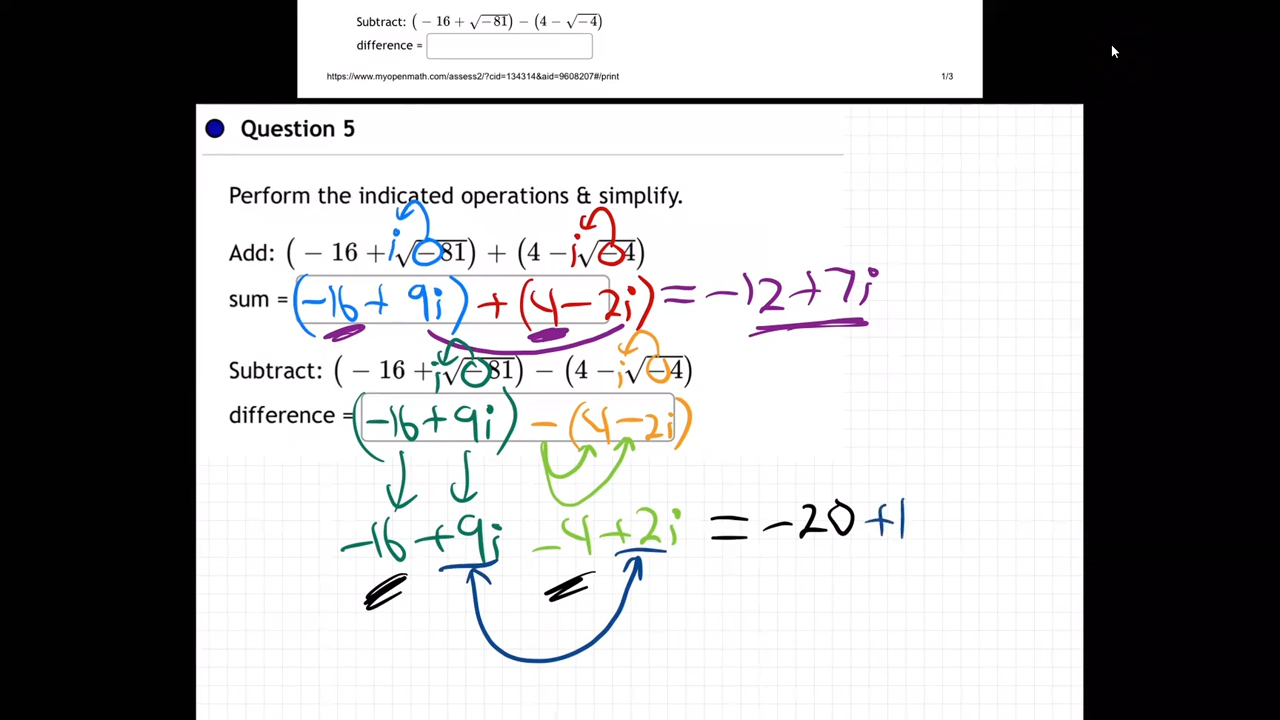 Subtract: (− 16 + √−81) − (4 − √−4)
difference =
https://www.myopenmath.com/assess2/?cid=134314&aid=9608207#/print 1/3
Question 5
Perform the indicated operations & simplify.
Add: (− 16 + i√−81) + (4 − i√−4)
sum = (-16 + 9i) + (4 - 2i) = -12 + 7i
Subtract: (− 16 + i√−81) − (4 − i√−4)
difference = (-16 + 9i) - (4 - 2i)
-16 + 9i - 4 + 2i = -20 + 1